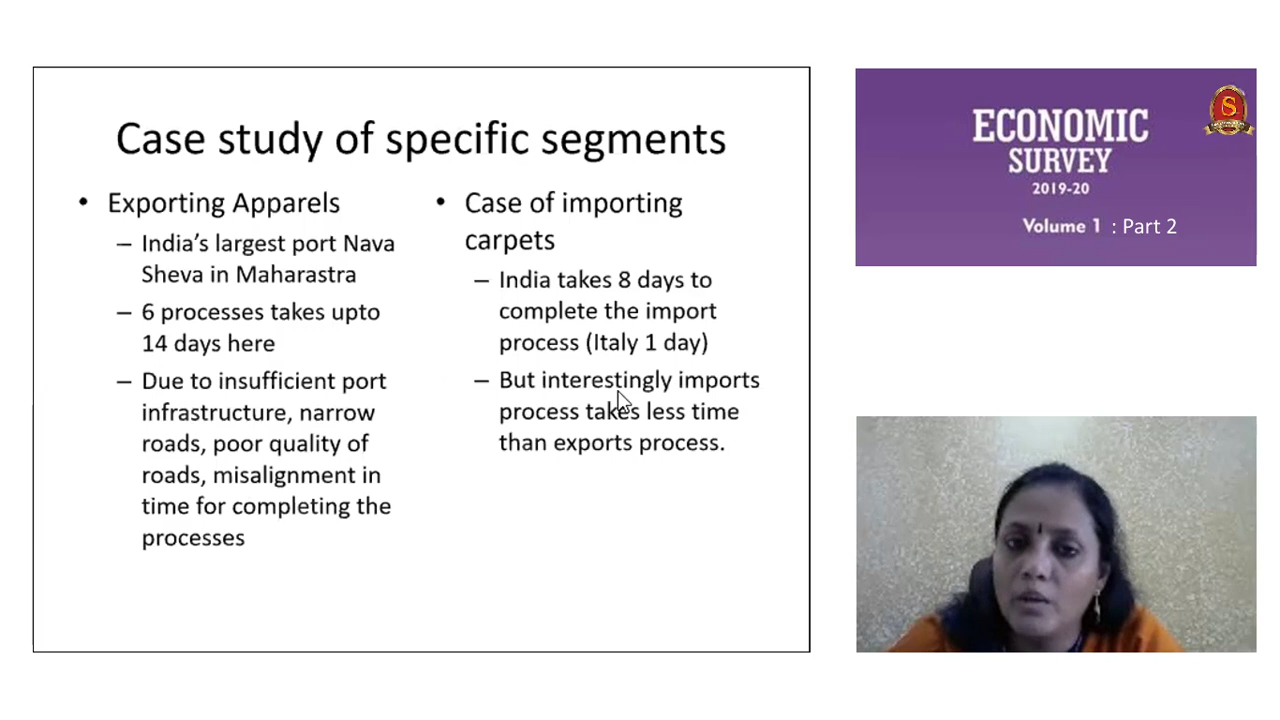 Case study of specific segments
• Exporting Apparels
– India's largest port Nava
Sheva in Maharastra
– 6 processes takes upto
14 days here
– Due to insufficient port
infrastructure, narrow
roads, poor quality of
roads, misalignment in
time for completing the
processes
• Case of importing
carpets
– India takes 8 days to
complete the import
process (Italy 1 day)
– But interestingly imports
process takes less time
than exports process.
ECONOMIC
SURVEY
2019-20
Volume 1 : Part 2
S